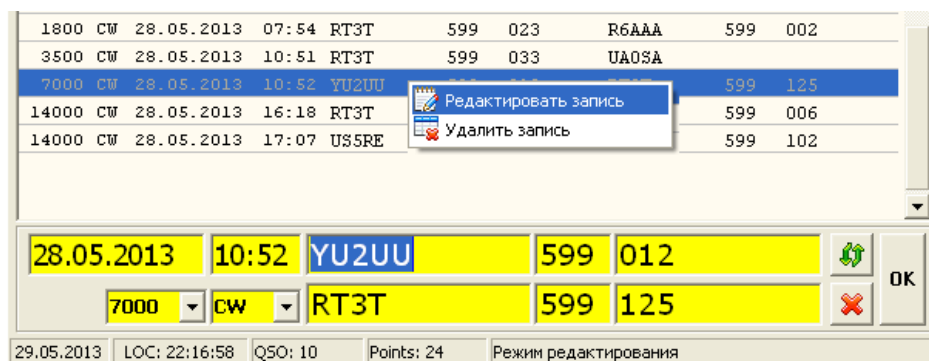 1800 CW 28.05.2013 07:54 RT3T 599 023 R6AAA 599 002
3500 CW 28.05.2013 10:51 RT3T 599 033 UA0SA
7000 CW 28.05.2013 10:52 YU2UU 599 125
Редактировать запись
14000 CW 28.05.2013 16:18 RT3T 599 006
Удалить запись
14000 CW 28.05.2013 17:07 US5RE 599 102
28.05.2013 10:52 YU2UU 599 012
7000 CW RT3T 599 125
OK
29.05.2013 LOC: 22:16:58 QSO: 10 Points: 24 Режим редактирования